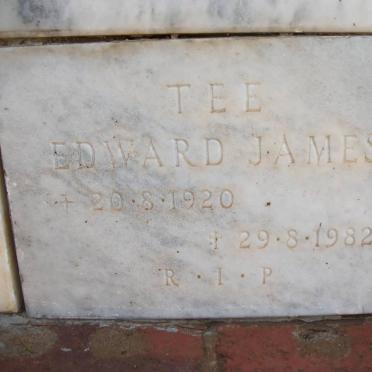 TEE
EDWARD JAMES
+ 20·8·1920
† 29·8·1982
R·I·P